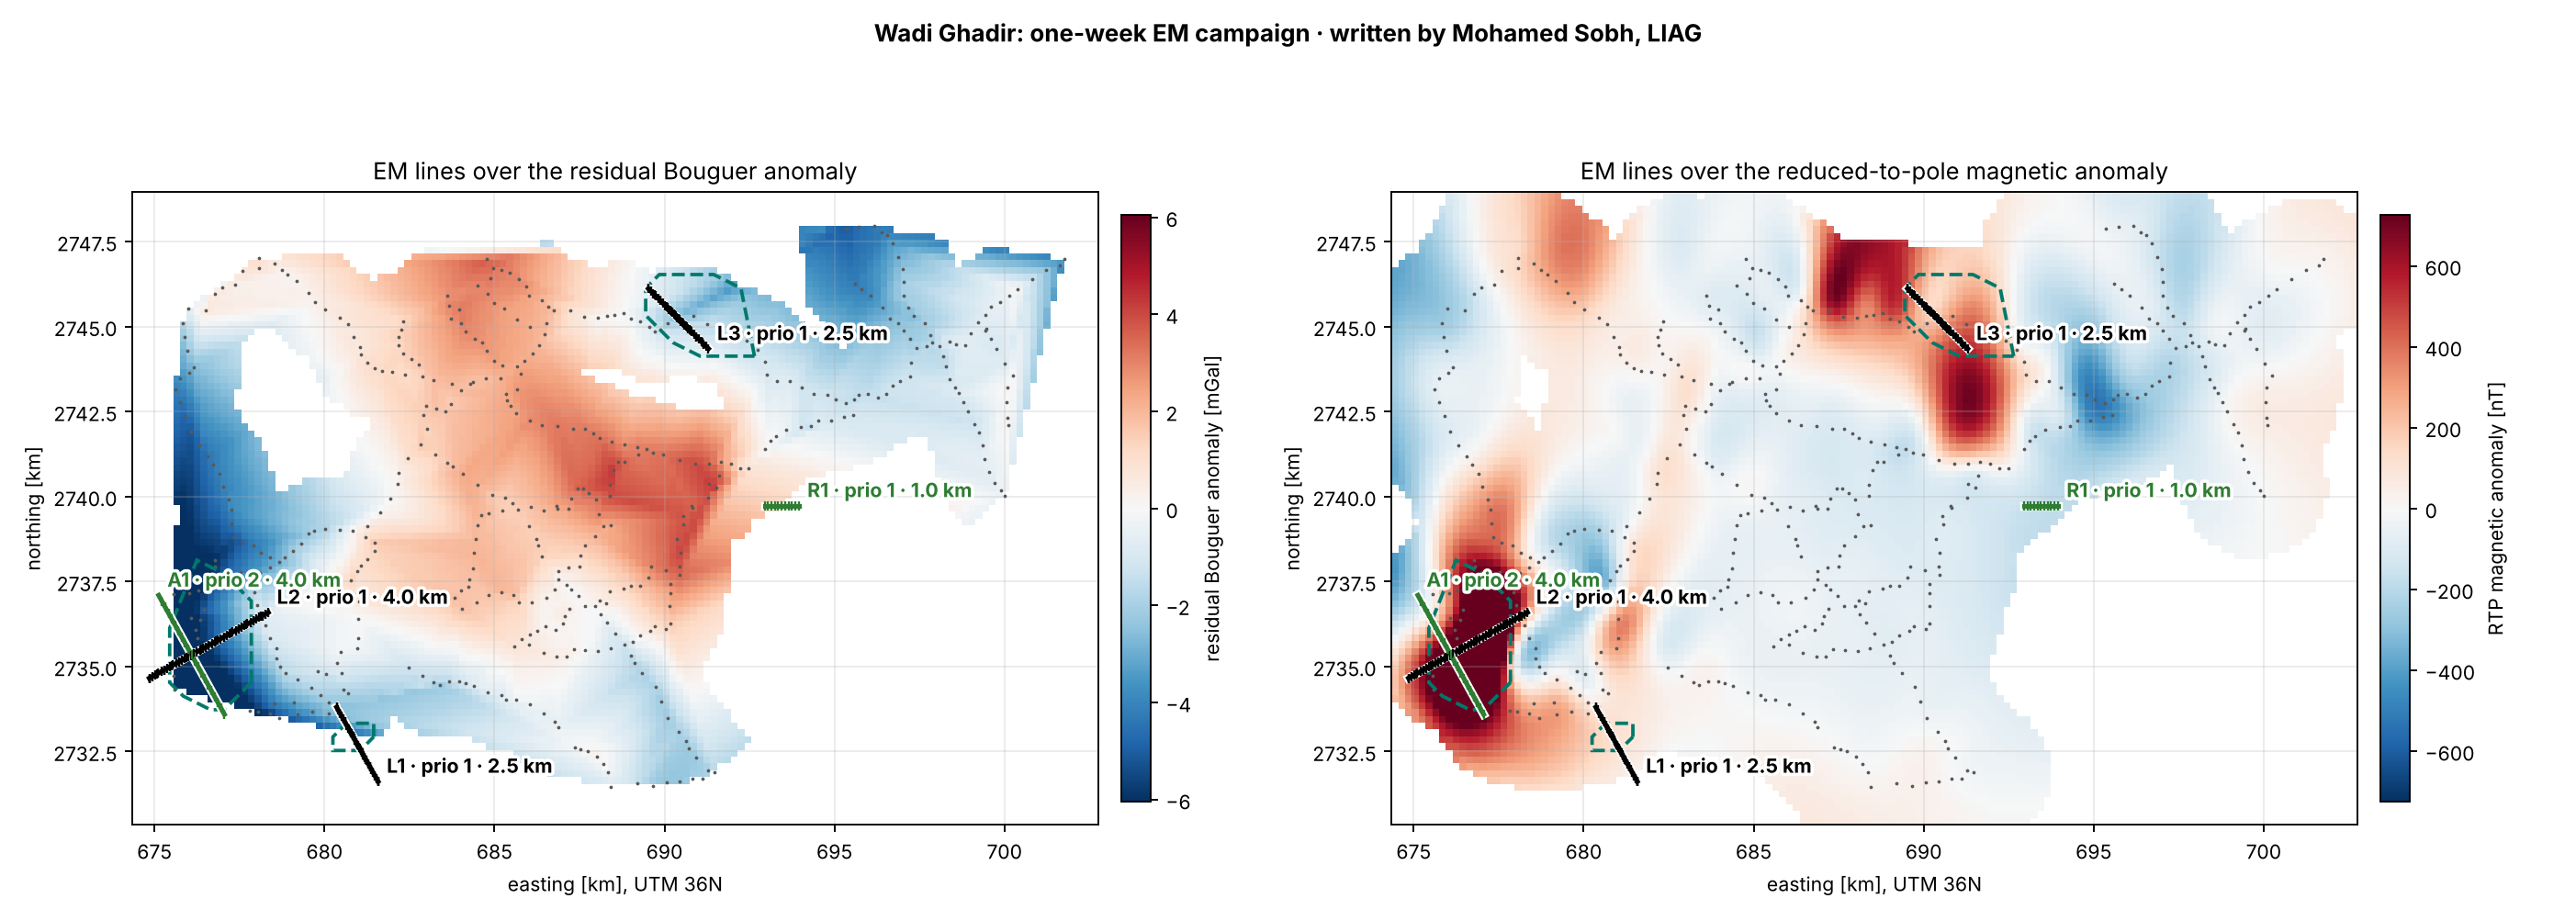 Wadi Ghadir: one-week EM campaign · written by Mohamed Sobh, LIAG
EM lines over the residual Bouguer anomaly
2747.5
2745.0
2742.5
2740.0
2737.5
2735.0
2732.5
northing [km]
675
680
685
690
695
700
easting [km], UTM 36N
L3 · prio 1 · 2.5 km
R1 · prio 1 · 1.0 km
A1 · prio 2 · 4.0 km
L2 · prio 1 · 4.0 km
L1 · prio 1 · 2.5 km
6
4
2
0
−2
−4
−6
residual Bouguer anomaly [mGal]
EM lines over the reduced-to-pole magnetic anomaly
2747.5
2745.0
2742.5
2740.0
2737.5
2735.0
2732.5
northing [km]
675
680
685
690
695
700
easting [km], UTM 36N
L3 · prio 1 · 2.5 km
R1 · prio 1 · 1.0 km
A1 · prio 2 · 4.0 km
L2 · prio 1 · 4.0 km
L1 · prio 1 · 2.5 km
600
400
200
0
−200
−400
−600
RTP magnetic anomaly [nT]